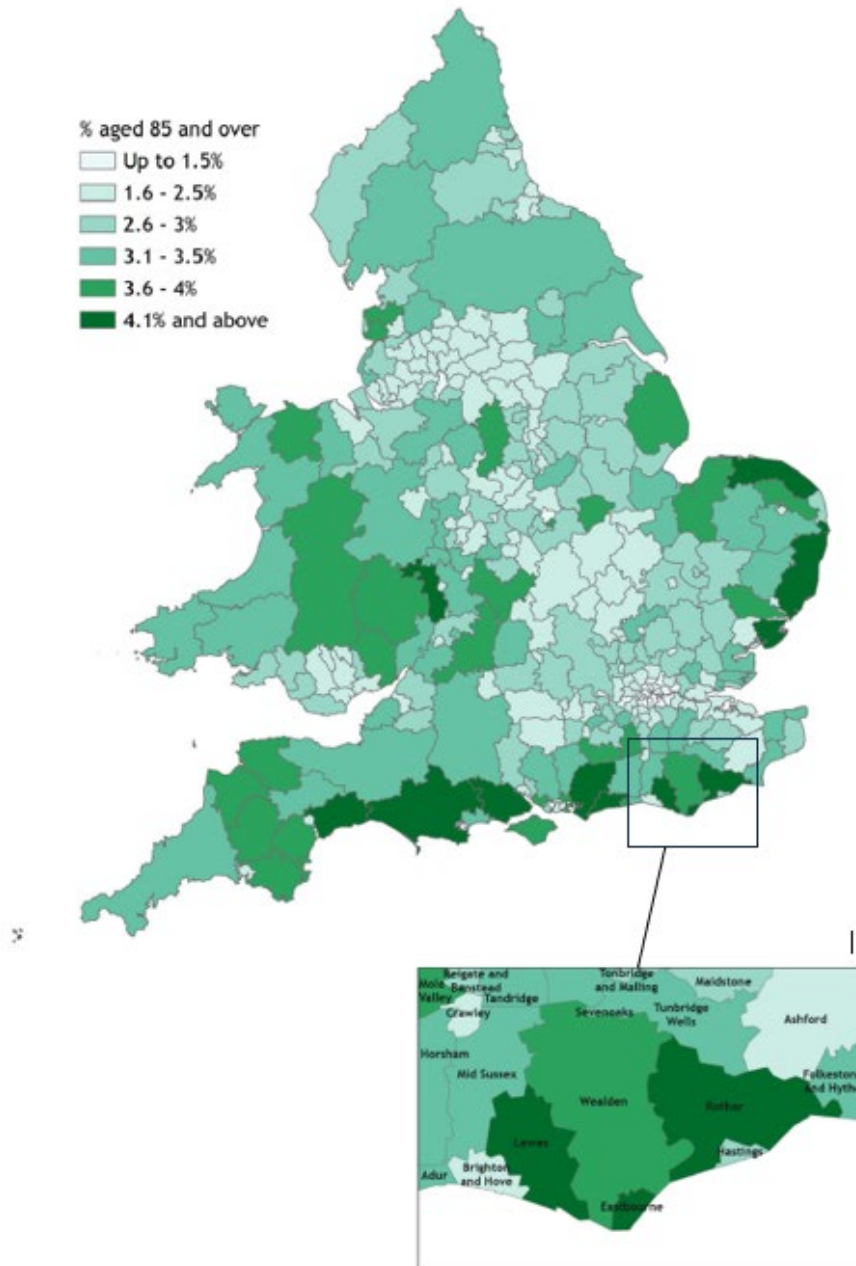 % aged 85 and over
Up to 1.5%
1.6 - 2.5%
2.6 - 3%
3.1 - 3.5%
3.6 - 4%
4.1% and above
Mole
Valley
Reigate and
Banstead
Tandridge
Crawley
Tonbridge
and Malling
Maidstone
Sevenoaks
Tunbridge
Wells
Ashford
Horsham
Mid Sussex
Folkeston
and Hythe
Wealden
Rother
Lewes
Hastings
Adur
Brighton
and Hove
Eastbourne